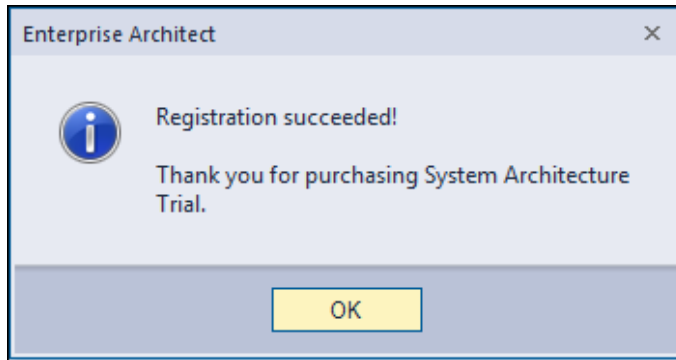 Enterprise Architect
Registration succeeded!
Thank you for purchasing System Architecture
Trial.
OK